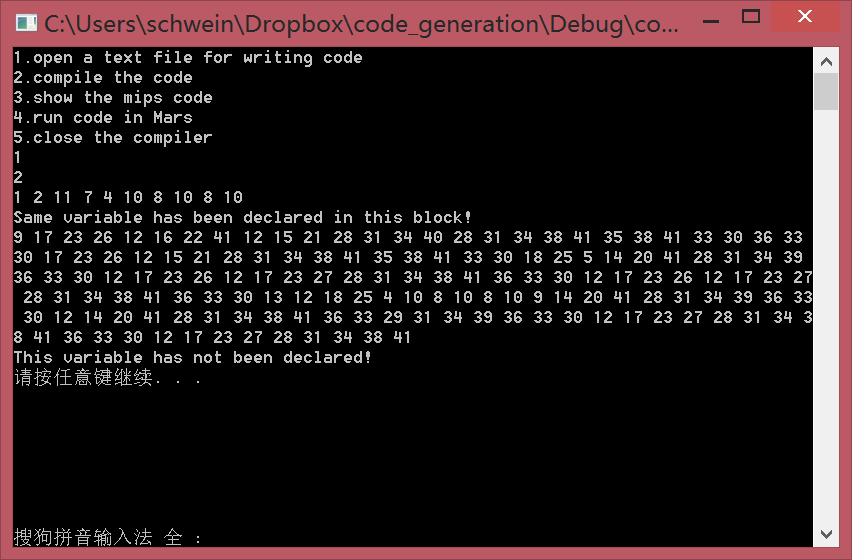 C:\Users\schwein\Dropbox\code_generation\Debug\co...
1.open a text file for writing code
2.compile the code
3.show the mips code
4.run code in Mars
5.close the compiler
1
2
1 2 11 7 4 10 8 10 8 10
Same variable has been declared in this block!
9 17 23 26 12 16 22 41 12 15 21 28 31 34 40 28 31 34 38 41 35 38 41 33 30 36 33
30 17 23 26 12 15 21 28 31 34 38 41 35 38 41 33 30 18 25 5 14 20 41 28 31 34 39
36 33 30 12 17 23 26 12 17 23 27 28 31 34 38 41 36 33 30 12 17 23 26 12 17 23 27
28 31 34 38 41 36 33 30 13 12 18 25 4 10 8 10 8 10 9 14 20 41 28 31 34 39 36 33
30 12 14 20 41 28 31 34 38 41 36 33 29 31 34 39 36 33 30 12 17 23 27 28 31 34 3
8 41 36 33 30 12 17 23 27 28 31 34 38 41
This variable has not been declared!
请按任意键继续. . .
搜狗拼音输入法 全 :